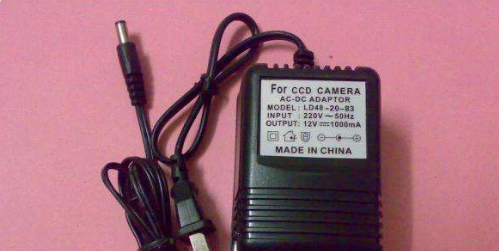 For CCD CAMERA
AC-DC ADAPTOR
MODEL: LD48-20-83
INPUT : 220V ~ 50Hz
OUTPUT: 12V ⎓ 1000mA
MADE IN CHINA